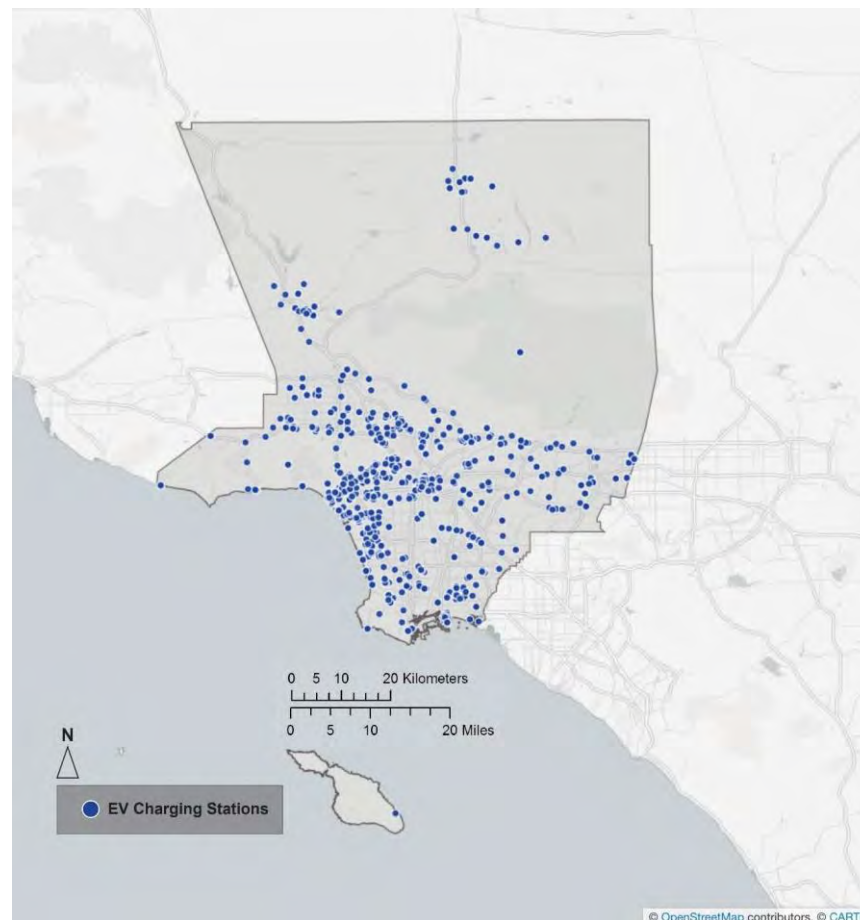 0 5 10 20 Kilometers
0 5 10 20 Miles
N
EV Charging Stations
© OpenStreetMap contributors, © CART